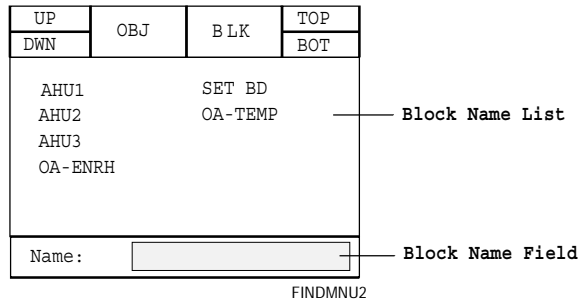 UP
OBJ
BLK
TOP
DWN
BOT
AHU1
SET BD
AHU2
OA-TEMP
Block Name List
AHU3
OA-ENRH
Name:
Block Name Field
FINDMNU2